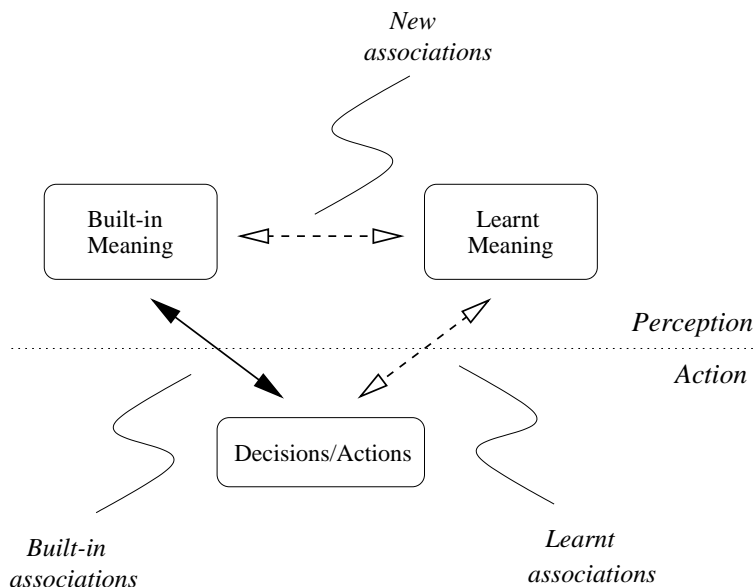 New
associations
Built-in
Meaning
Learnt
Meaning
Perception
Action
Decisions/Actions
Built-in
associations
Learnt
associations